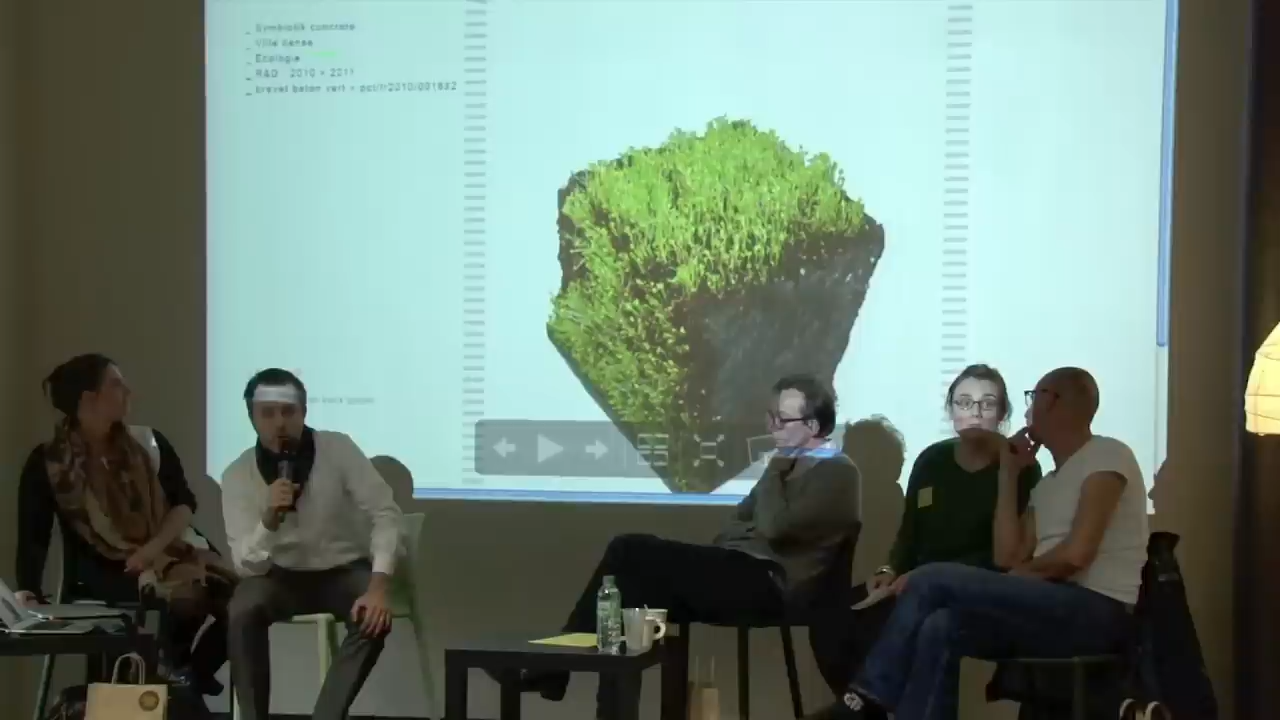 _ Symbiotik concrete
_ Ville dense
_ Ecologie
_ R&D 2010 × 2011
_ brevet beton vert × pct/fr2010/001632